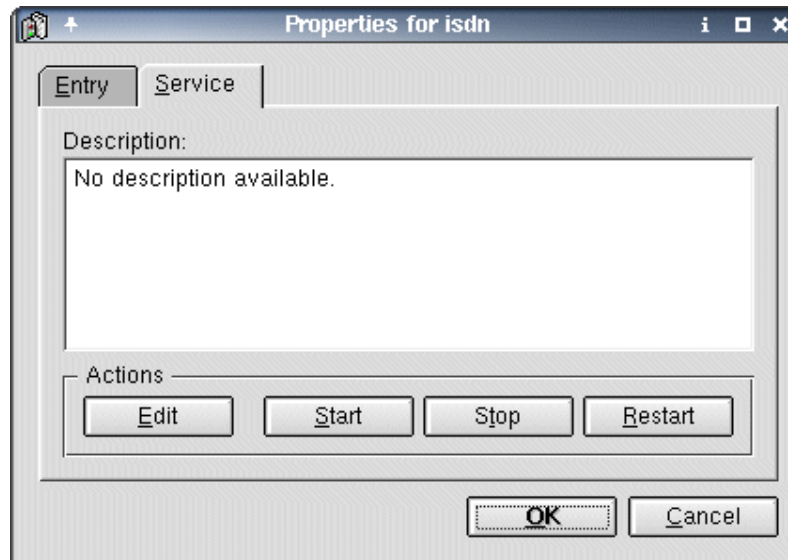 Properties for isdn
Entry Service
Description:
No description available.
Actions
Edit Start Stop Restart
OK Cancel